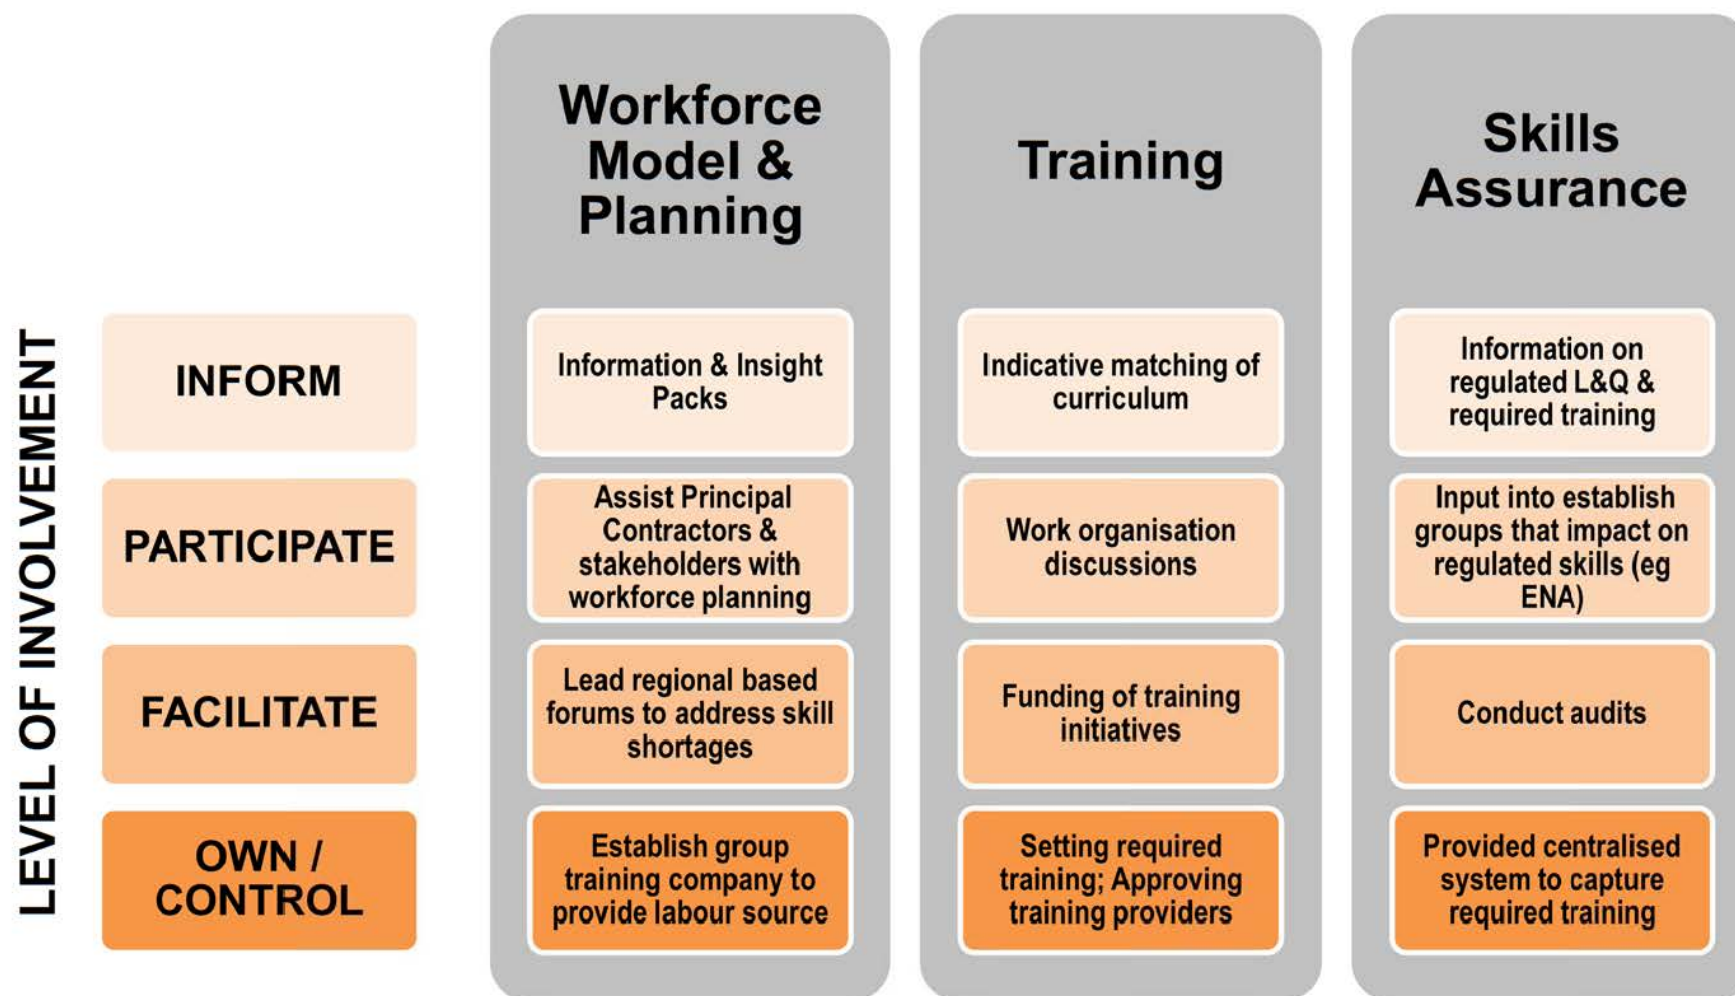 LEVEL OF INVOLVEMENT
Workforce
Model &
Planning
Training
Skills
Assurance
INFORM
Information & Insight
Packs
Indicative matching of
curriculum
Information on
regulated L&Q &
required training
PARTICIPATE
Assist Principal
Contractors &
stakeholders with
workforce planning
Work organisation
discussions
Input into establish
groups that impact on
regulated skills (eg
ENA)
FACILITATE
Lead regional based
forums to address skill
shortages
Funding of training
initiatives
Conduct audits
OWN /
CONTROL
Establish group
training company to
provide labour source
Setting required
training; Approving
training providers
Provided centralised
system to capture
required training